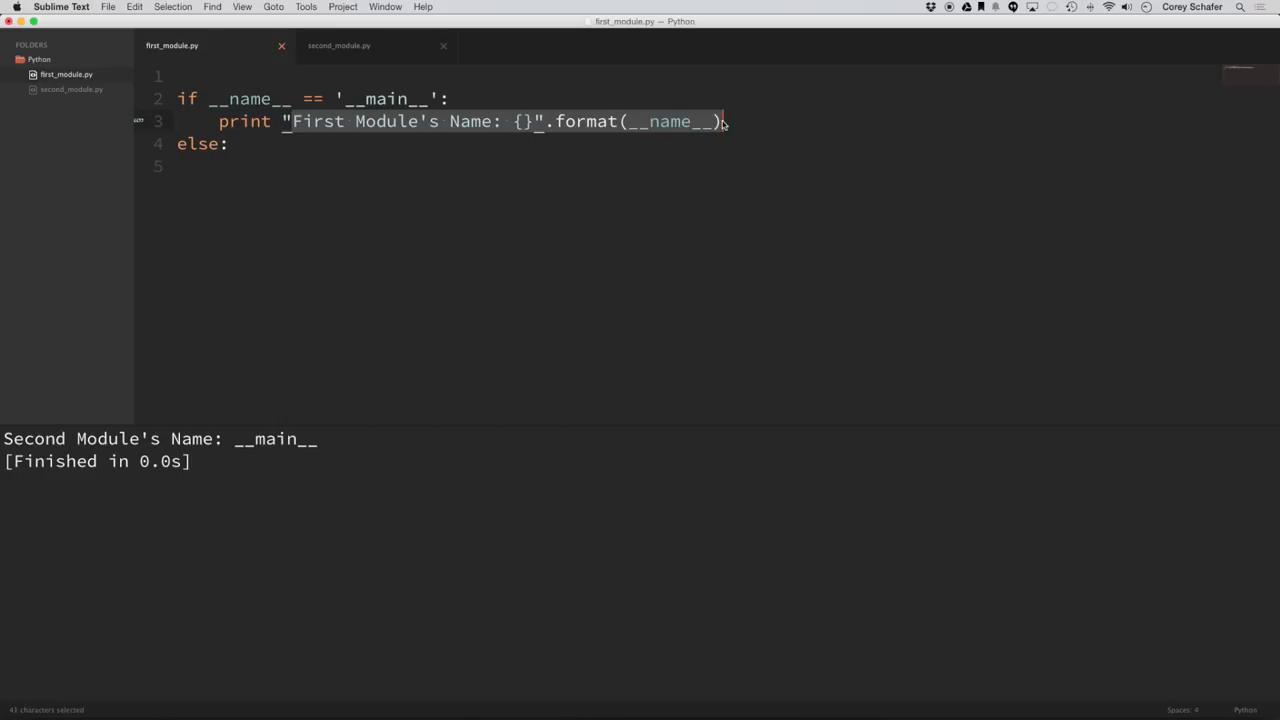 Sublime Text File Edit Selection Find View Goto Tools Project Window Help Corey Schafer
first_module.py — Python
FOLDERS
Python
first_module.py
second_module.py
first_module.py second_module.py
1
2 if __name__ == '__main__':
3 print "First Module's Name: {}".format(__name__)
4 else:
5
Second Module's Name: __main__
[Finished in 0.0s]
43 characters selected Spaces: 4 Python